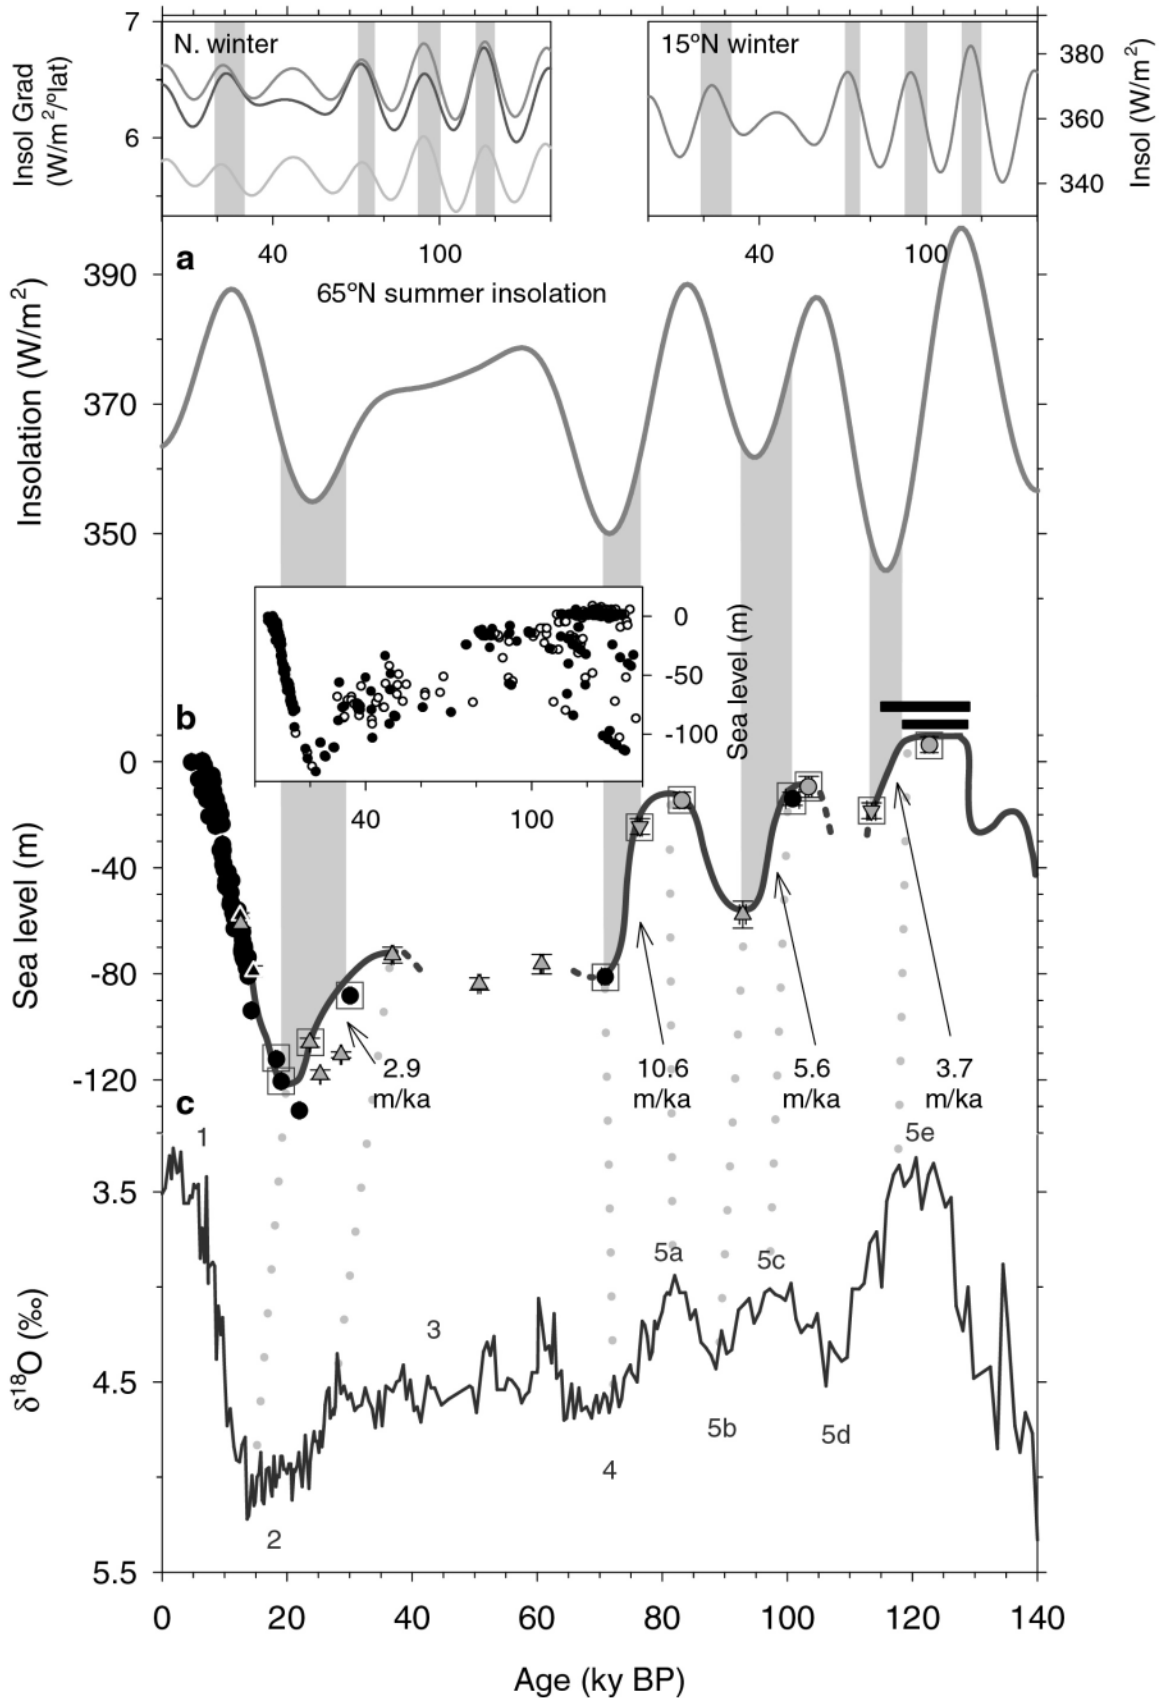 7
6
Insol Grad
(W/m²/ºlat)
N. winter
40
100
15ºN winter
40
100
380
360
340
Insol (W/m²)
a
65ºN summer insolation
390
370
350
Insolation (W/m²)
0
-50
-100
Sea level (m)
40
100
b
0
-40
-80
-120
Sea level (m)
2.9
m/ka
10.6
m/ka
5.6
m/ka
3.7
m/ka
c
1
5e
5a
5c
3
5b
5d
4
2
3.5
4.5
5.5
δ¹⁸O (‰)
0
20
40
60
80
100
120
140
Age (ky BP)